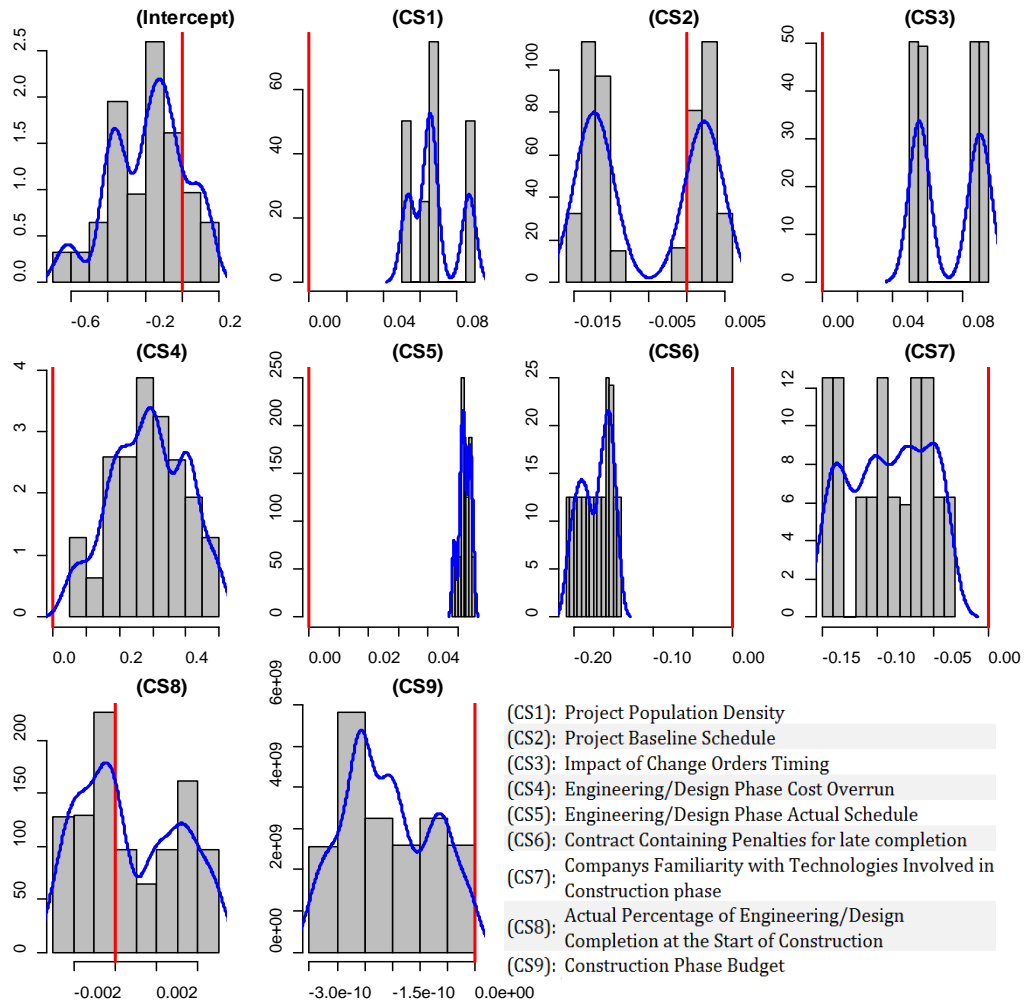 (Intercept)
0.0 0.5 1.0 1.5 2.0 2.5
-0.6 -0.2 0.2
(CS1)
0 20 40 60
0.00 0.04 0.08
(CS2)
0 20 40 60 80 100
-0.015 -0.005 0.005
(CS3)
0 10 20 30 40 50
0.00 0.04 0.08
(CS4)
0 1 2 3 4
0.0 0.2 0.4
(CS5)
0 50 100 150 200 250
0.00 0.02 0.04
(CS6)
0 5 10 15 20 25
-0.20 -0.10 0.00
(CS7)
0 2 4 6 8 10 12
-0.15 -0.10 -0.05 0.00
(CS8)
0 50 100 150 200
-0.002 0.002
(CS9)
0e+00 2e+09 4e+09 6e+09
-3.0e-10 -1.5e-10 0.0e+00
(CS1): Project Population Density
(CS2): Project Baseline Schedule
(CS3): Impact of Change Orders Timing
(CS4): Engineering/Design Phase Cost Overrun
(CS5): Engineering/Design Phase Actual Schedule
(CS6): Contract Containing Penalties for late completion
(CS7): Companys Familiarity with Technologies Involved in
Construction phase
(CS8): Actual Percentage of Engineering/Design
Completion at the Start of Construction
(CS9): Construction Phase Budget